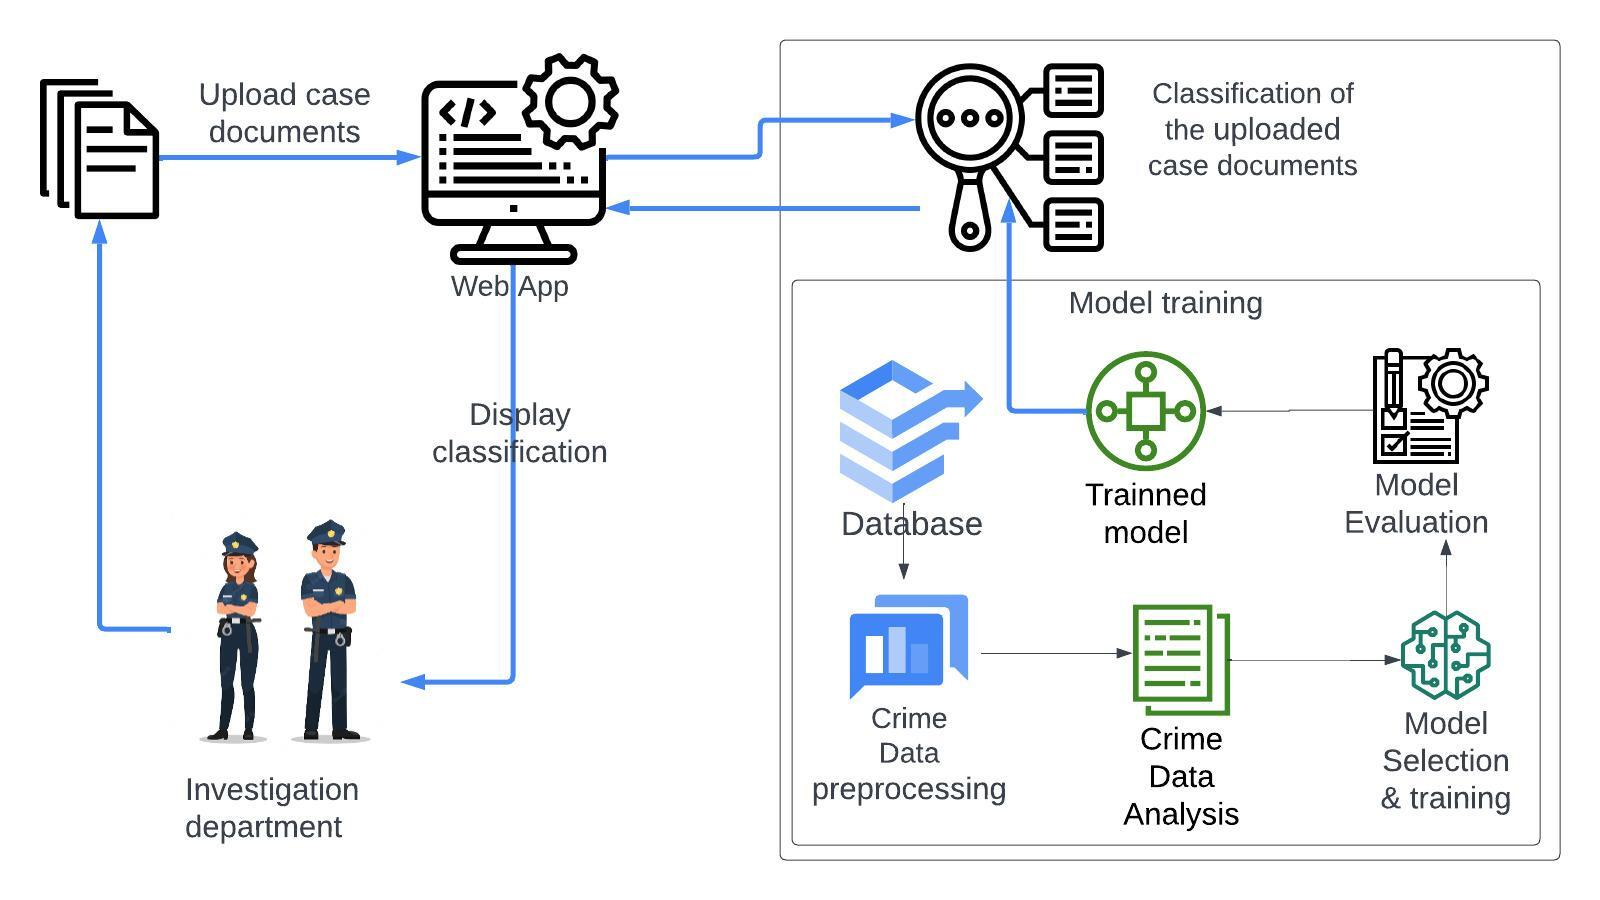 Upload case
documents
Classification of
the uploaded
case documents
Web App
Model training
Display
classification
Database
Trainned
model
Model
Evaluation
Crime
Data
preprocessing
Crime
Data
Analysis
Model
Selection
& training
Investigation
department